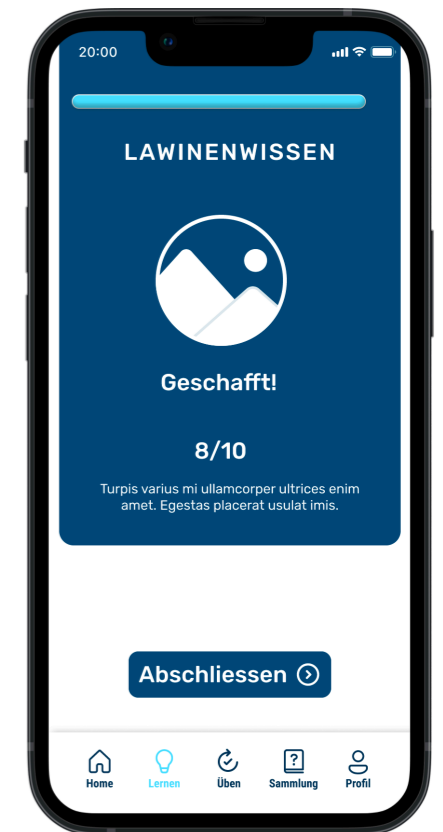 20:00
LAWINENWISSEN
Geschafft!
8/10
Turpis varius mi ullamcorper ultrices enim
amet. Egestas placerat usulat imis.
Abschliessen
Home Lernen Üben Sammlung Profil